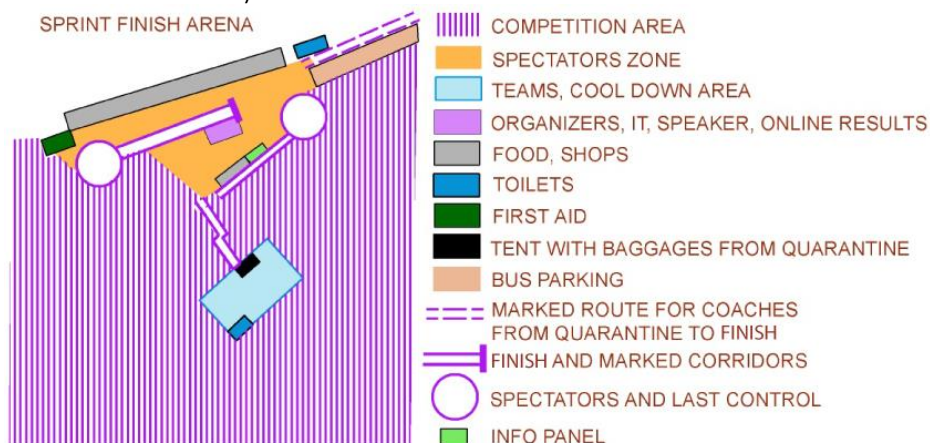 SPRINT FINISH ARENA
COMPETITION AREA
SPECTATORS ZONE
TEAMS, COOL DOWN AREA
ORGANIZERS, IT, SPEAKER, ONLINE RESULTS
FOOD, SHOPS
TOILETS
FIRST AID
TENT WITH BAGGAGES FROM QUARANTINE
BUS PARKING
MARKED ROUTE FOR COACHES
FROM QUARANTINE TO FINISH
FINISH AND MARKED CORRIDORS
SPECTATORS AND LAST CONTROL
INFO PANEL